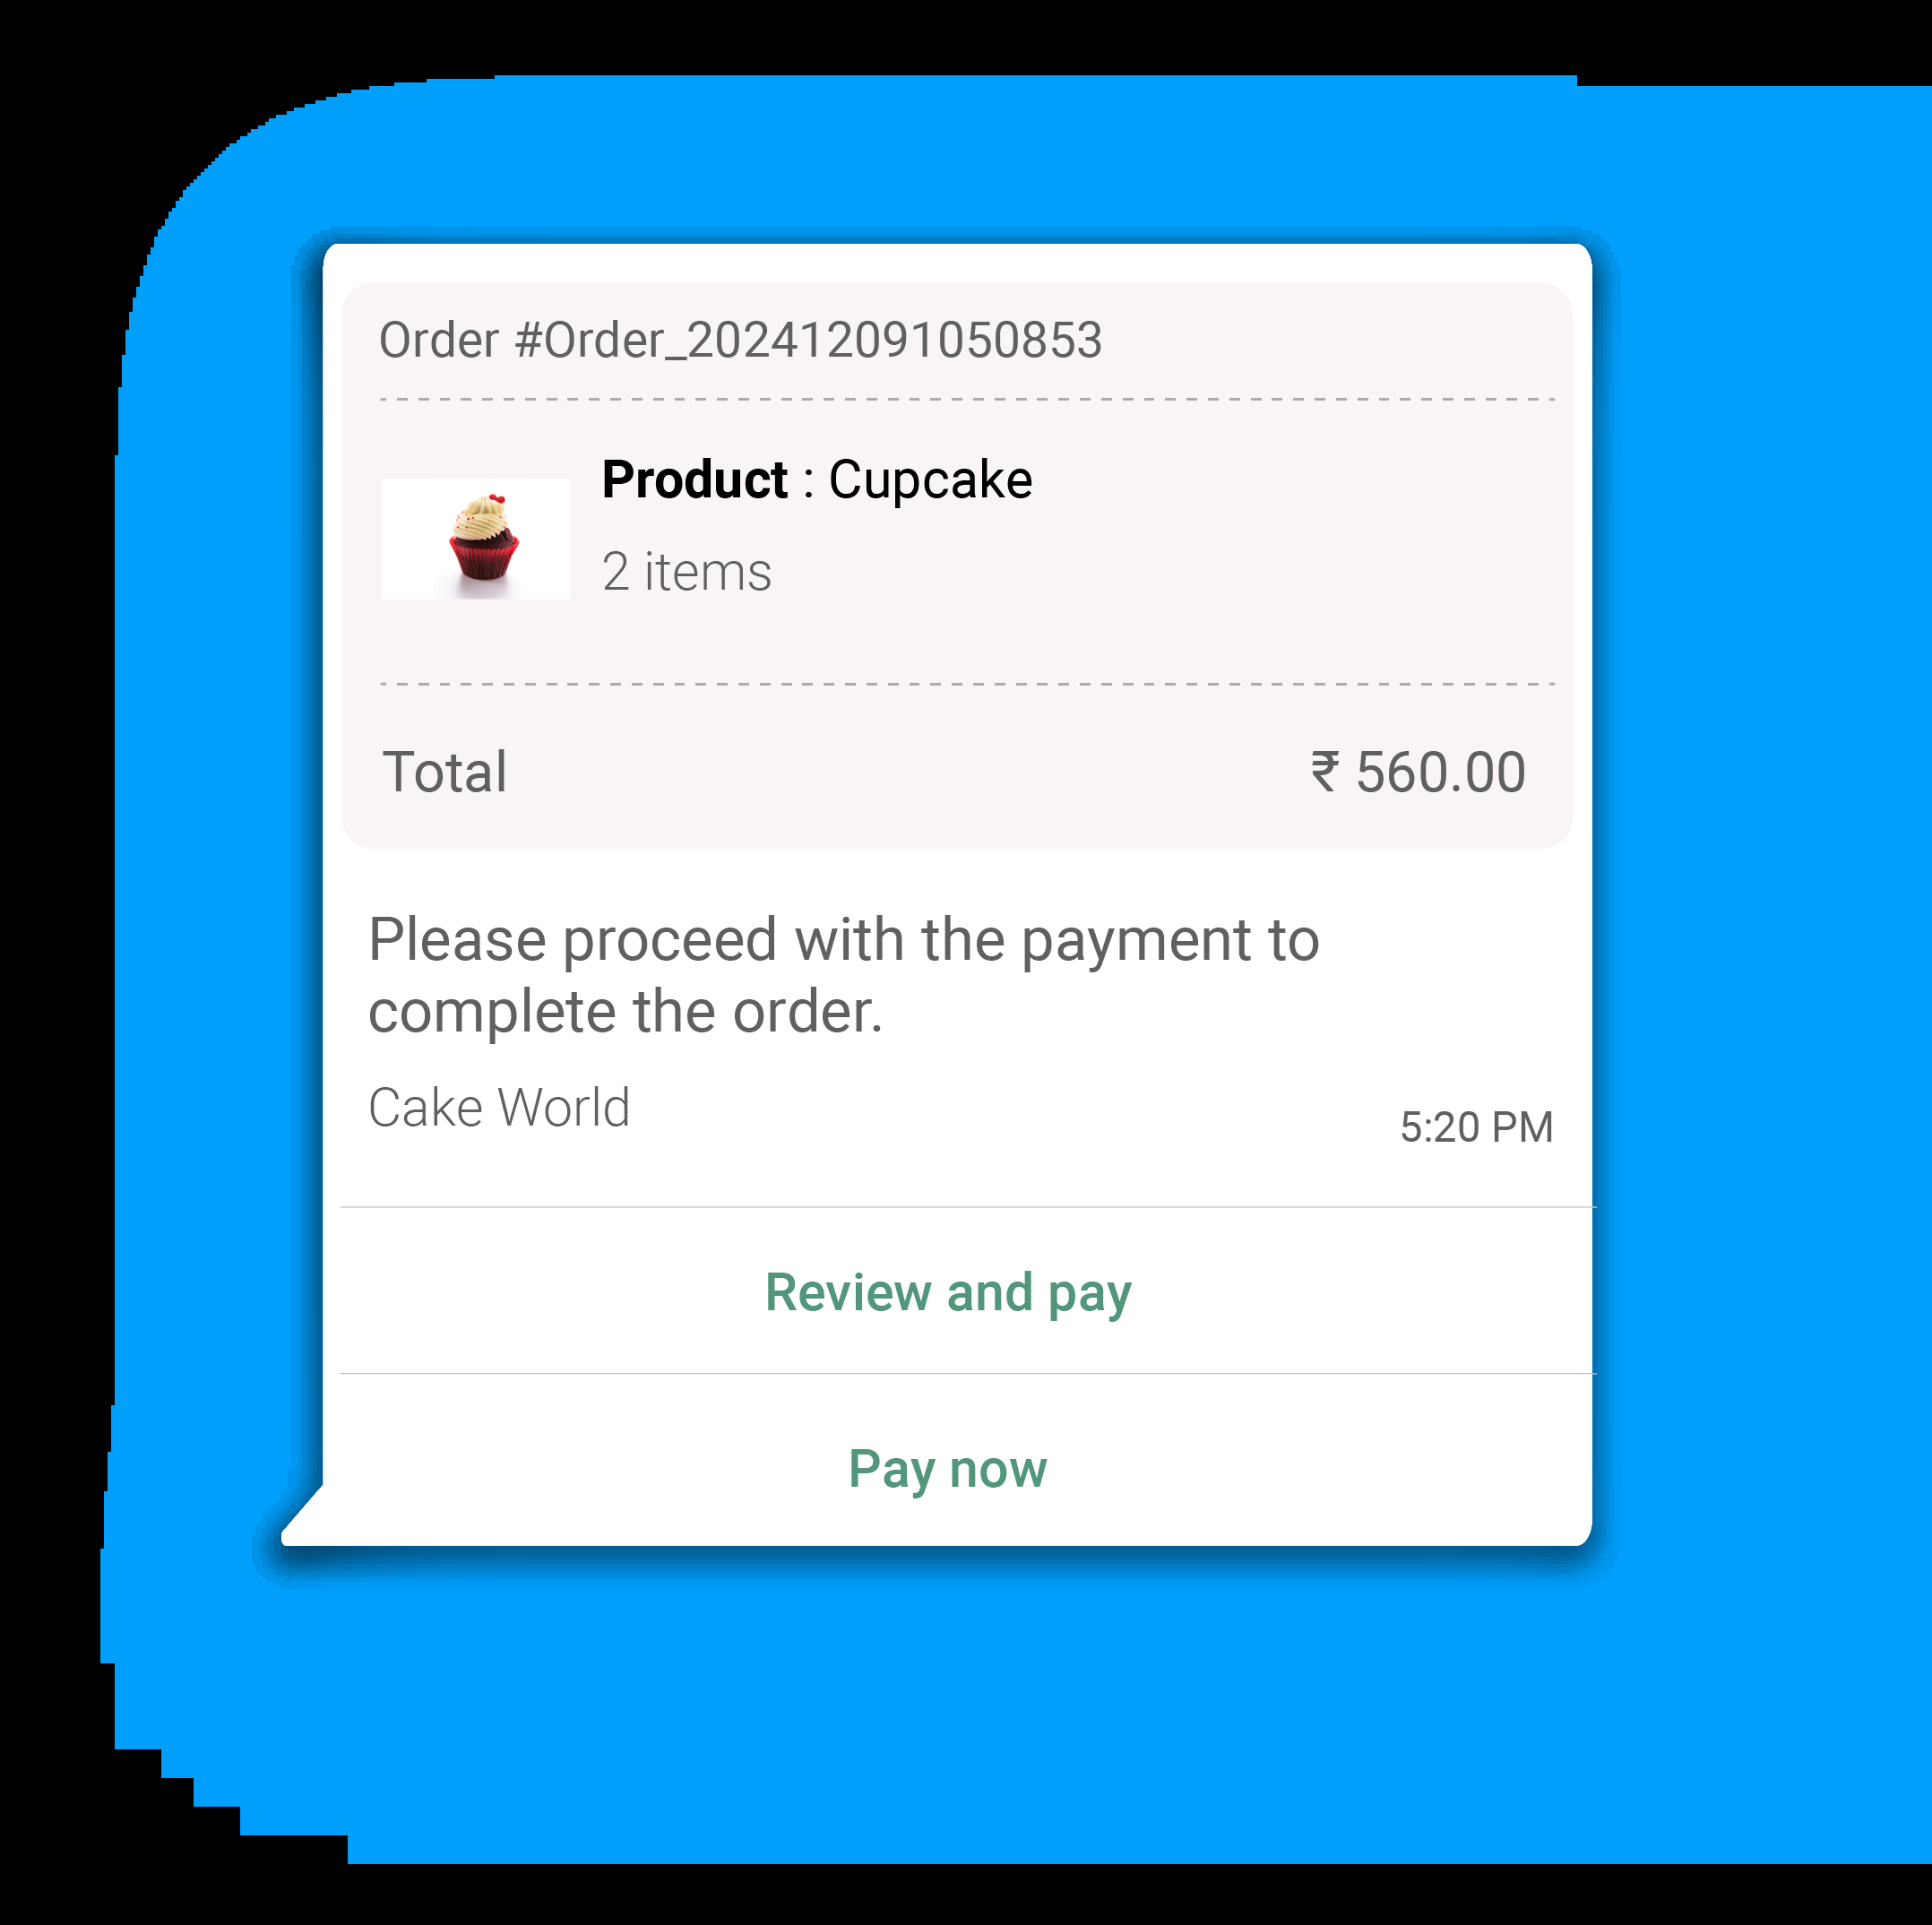 Order #Order_202412091050853
Product : Cupcake
2 items
Total ₹ 560.00
Please proceed with the payment to
complete the order.
Cake World
5:20 PM
Review and pay
Pay now